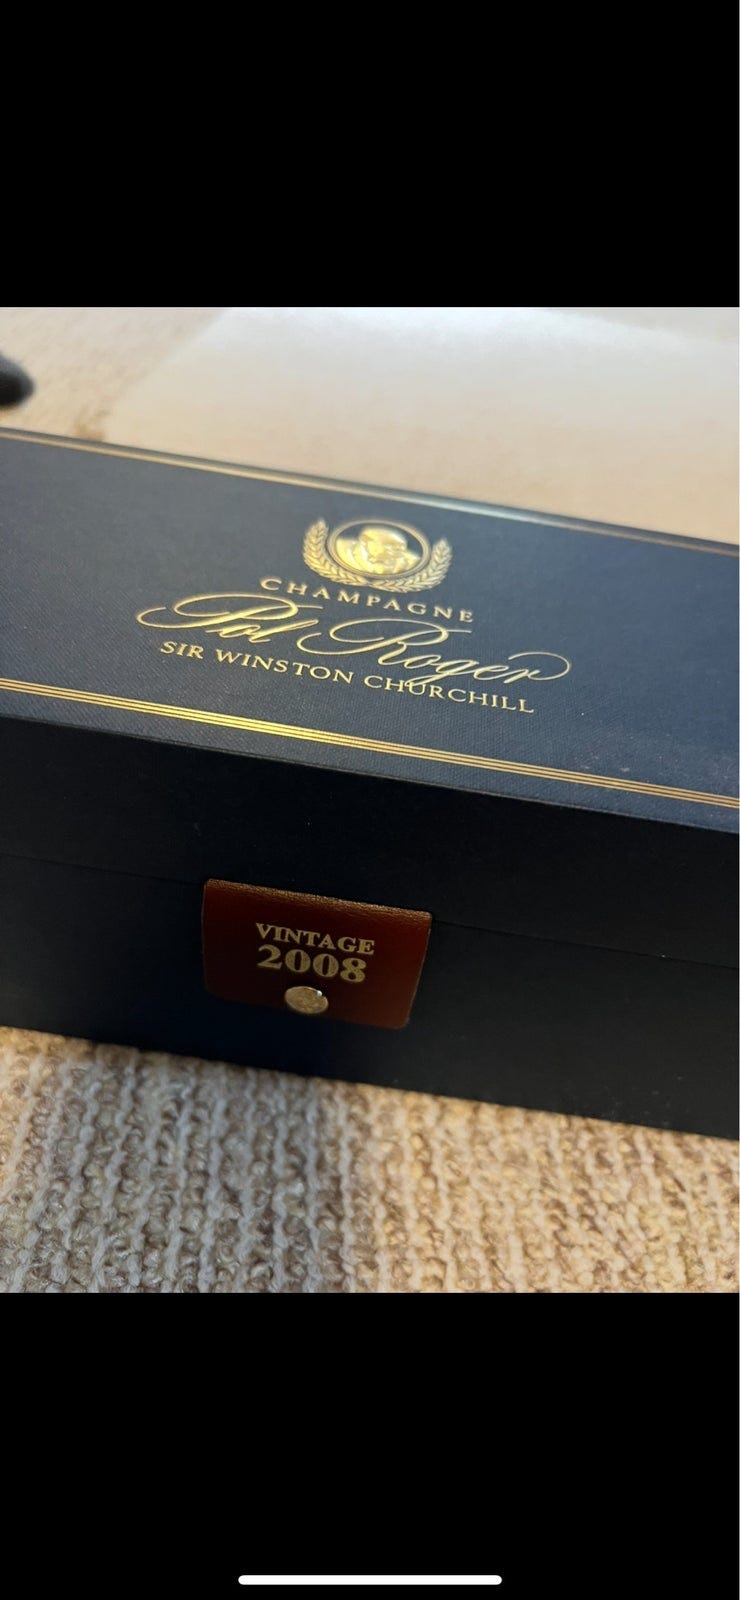 CHAMPAGNE
Pol Roger
SIR WINSTON CHURCHILL
VINTAGE
2008